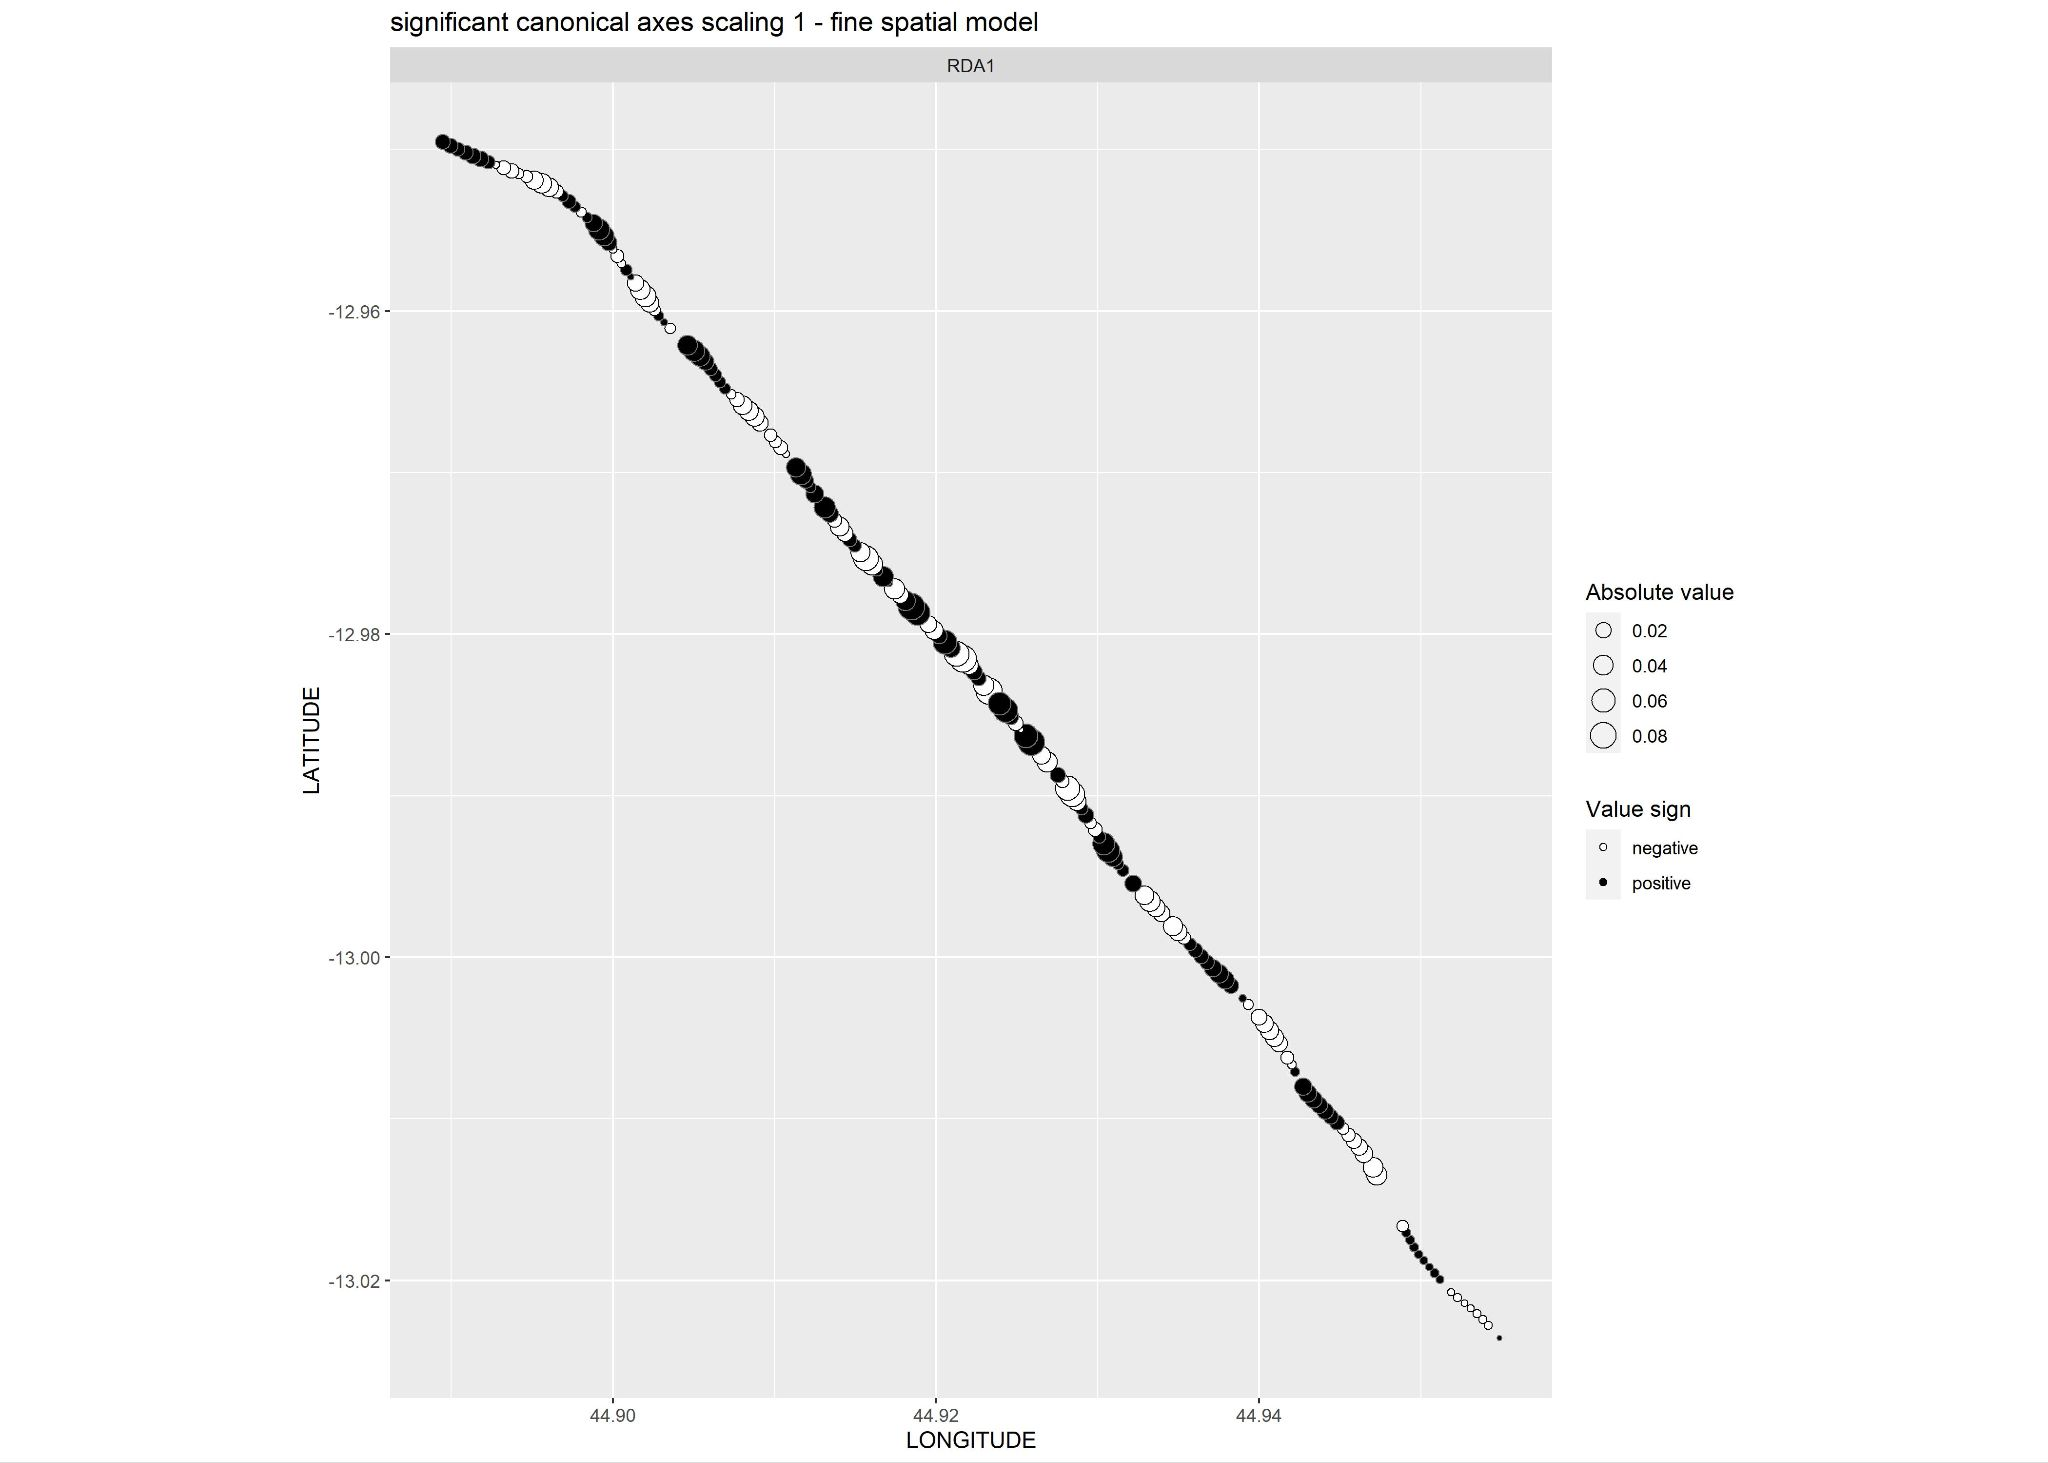 significant canonical axes scaling 1 - fine spatial model
RDA1
-12.96
-12.98
-13.00
-13.02
LATITUDE
44.90
44.92
44.94
LONGITUDE
Absolute value
0.02
0.04
0.06
0.08
Value sign
negative
positive